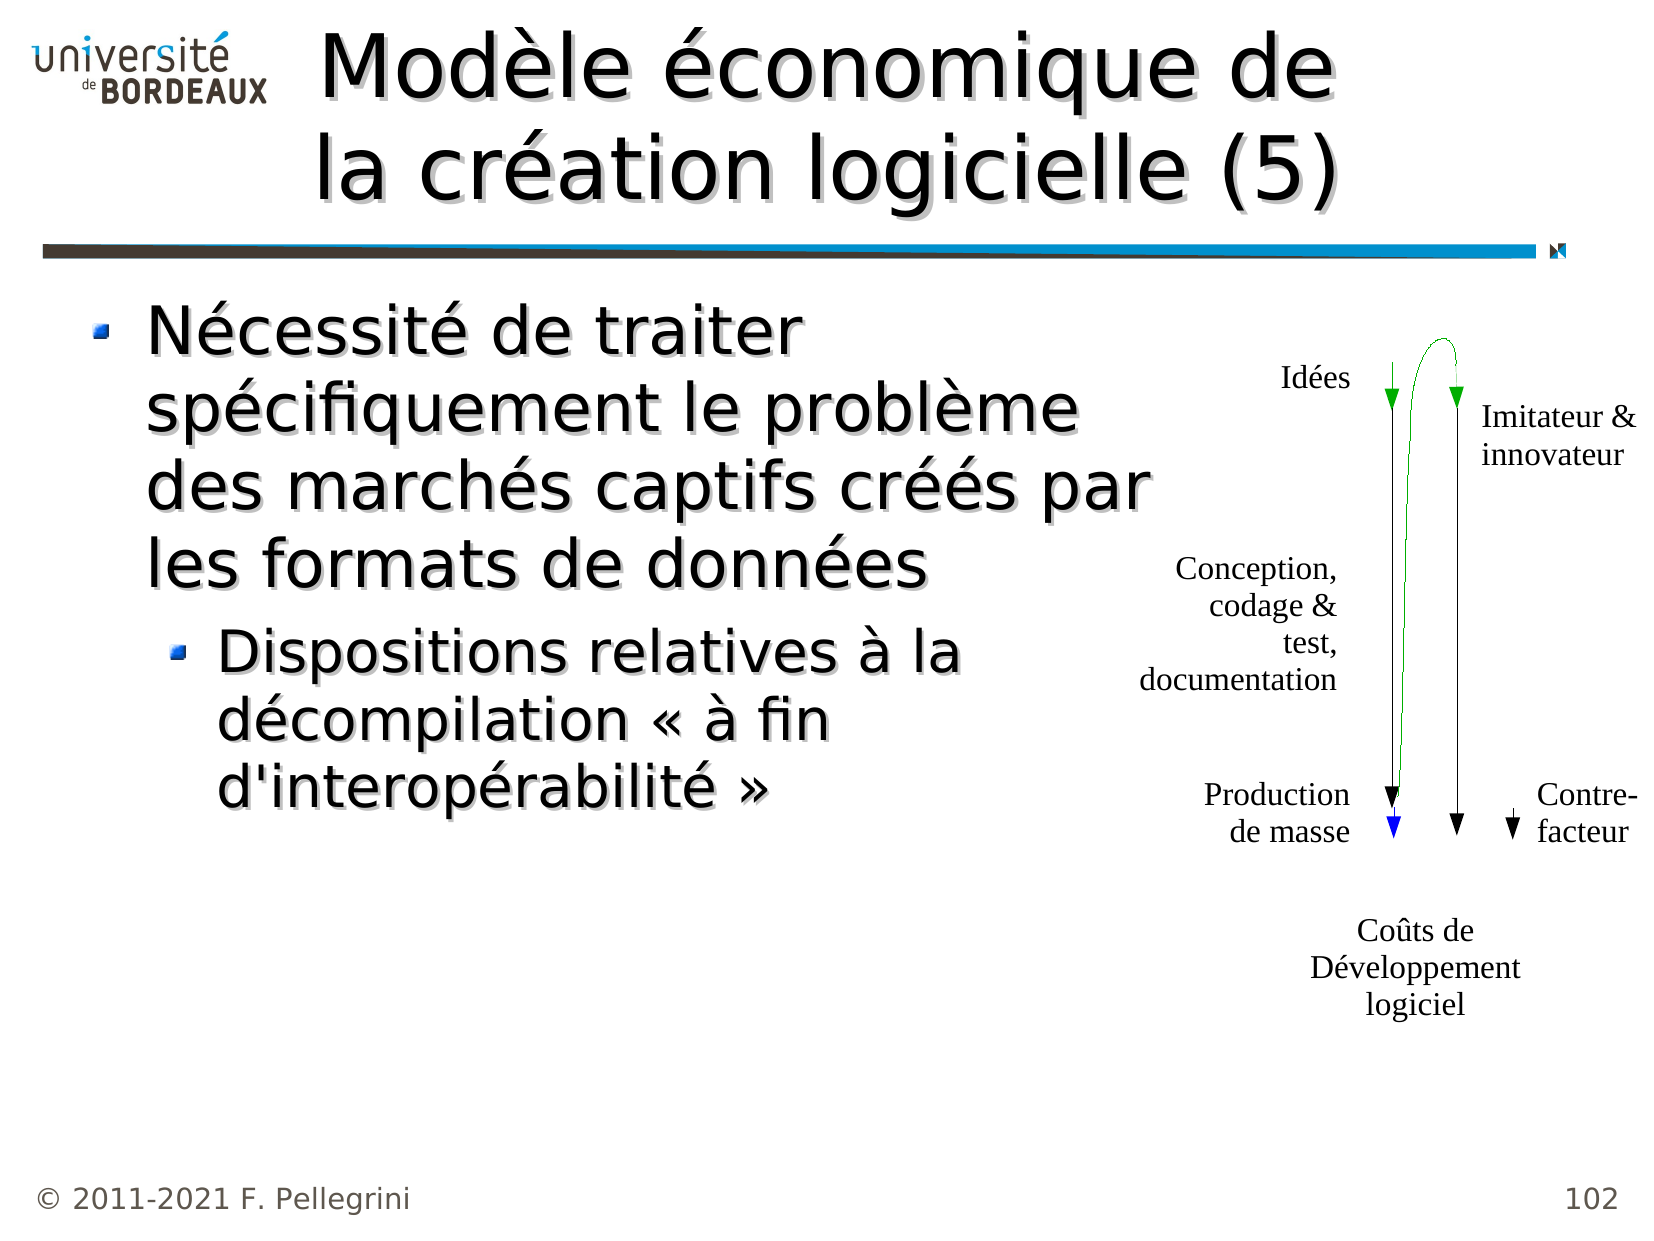 université
de BORDEAUX
Modèle économique de
la création logicielle (5)
Nécessité de traiter
spécifiquement le problème
des marchés captifs créés par
les formats de données
Dispositions relatives à la
décompilation « à fin
d'interopérabilité »
Idées
Imitateur &
innovateur
Conception,
codage &
test,
documentation
Production
de masse
Contre-
facteur
Coûts de
Développement
logiciel
© 2011-2021 F. Pellegrini
102